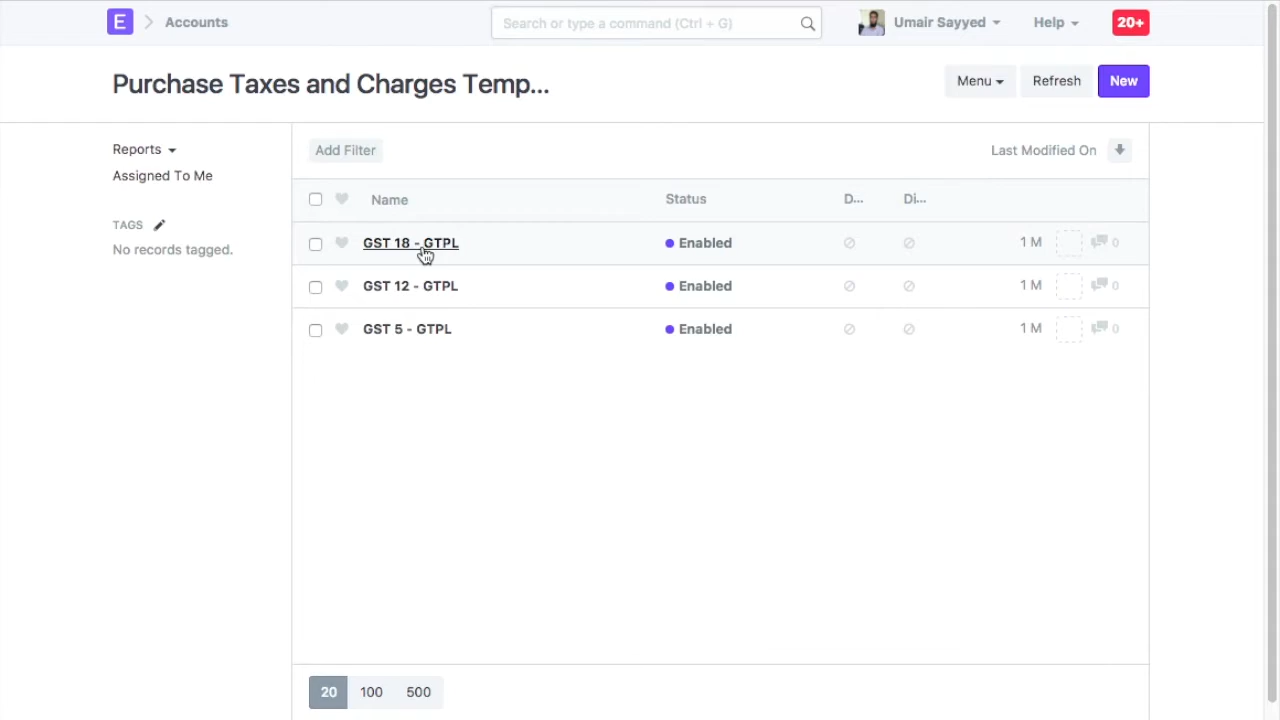 E Accounts Search or type a command (Ctrl + G) Umair Sayyed Help 20+
Purchase Taxes and Charges Temp... Menu Refresh New
Reports
Assigned To Me
TAGS
No records tagged.
Add Filter Last Modified On
Name Status D... Di...
GST 18 - GTPL Enabled 1 M 0
GST 12 - GTPL Enabled 1 M 0
GST 5 - GTPL Enabled 1 M 0
20 100 500